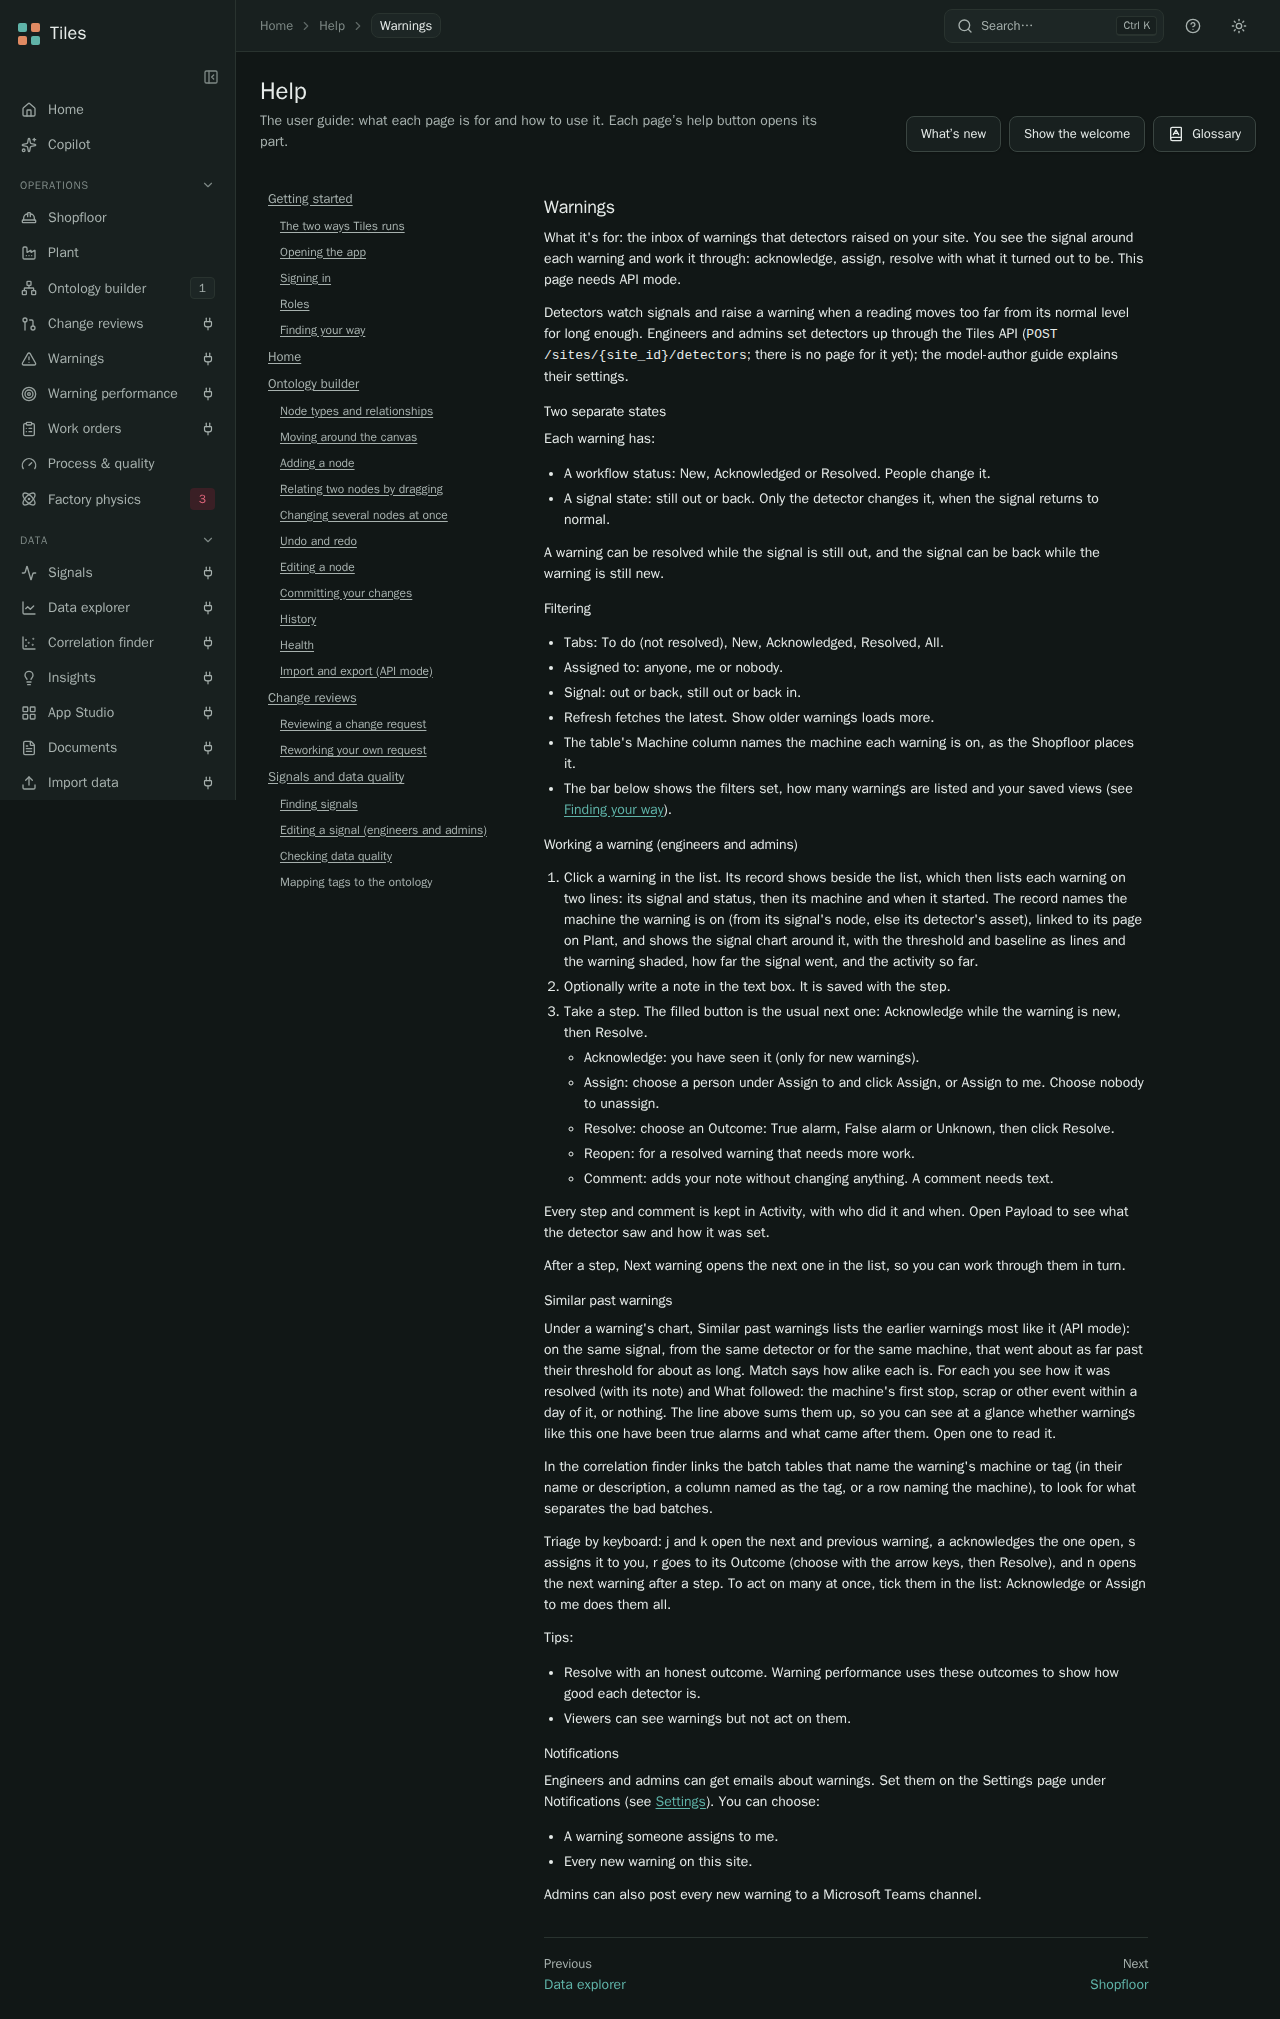 Tiles
Home
Copilot
OPERATIONS
Shopfloor
Plant
Ontology builder
1
Change reviews
Warnings
Warning performance
Work orders
Process & quality
Factory physics
3
DATA
Signals
Data explorer
Correlation finder
Insights
App Studio
Documents
Import data
Home
Help
Warnings
Search…
Ctrl K
Help
The user guide: what each page is for and how to use it. Each page's help button opens its
part.
What's new
Show the welcome
Glossary
Getting started
The two ways Tiles runs
Opening the app
Signing in
Roles
Finding your way
Home
Ontology builder
Node types and relationships
Moving around the canvas
Adding a node
Relating two nodes by dragging
Changing several nodes at once
Undo and redo
Editing a node
Committing your changes
History
Health
Import and export (API mode)
Change reviews
Reviewing a change request
Reworking your own request
Signals and data quality
Finding signals
Editing a signal (engineers and admins)
Checking data quality
Mapping tags to the ontology
Warnings
What it's for: the inbox of warnings that detectors raised on your site. You see the signal around
each warning and work it through: acknowledge, assign, resolve with what it turned out to be. This
page needs API mode.
Detectors watch signals and raise a warning when a reading moves too far from its normal level
for long enough. Engineers and admins set detectors up through the Tiles API (POST
/sites/{site_id}/detectors; there is no page for it yet); the model-author guide explains
their settings.
Two separate states
Each warning has:
• A workflow status: New, Acknowledged or Resolved. People change it.
• A signal state: still out or back. Only the detector changes it, when the signal returns to
normal.
A warning can be resolved while the signal is still out, and the signal can be back while the
warning is still new.
Filtering
• Tabs: To do (not resolved), New, Acknowledged, Resolved, All.
• Assigned to: anyone, me or nobody.
• Signal: out or back, still out or back in.
• Refresh fetches the latest. Show older warnings loads more.
• The table's Machine column names the machine each warning is on, as the Shopfloor places
it.
• The bar below shows the filters set, how many warnings are listed and your saved views (see
Finding your way).
Working a warning (engineers and admins)
1. Click a warning in the list. Its record shows beside the list, which then lists each warning on
two lines: its signal and status, then its machine and when it started. The record names the
machine the warning is on (from its signal's node, else its detector's asset), linked to its page
on Plant, and shows the signal chart around it, with the threshold and baseline as lines and
the warning shaded, how far the signal went, and the activity so far.
2. Optionally write a note in the text box. It is saved with the step.
3. Take a step. The filled button is the usual next one: Acknowledge while the warning is new,
then Resolve.
◦ Acknowledge: you have seen it (only for new warnings).
◦ Assign: choose a person under Assign to and click Assign, or Assign to me. Choose nobody
to unassign.
◦ Resolve: choose an Outcome: True alarm, False alarm or Unknown, then click Resolve.
◦ Reopen: for a resolved warning that needs more work.
◦ Comment: adds your note without changing anything. A comment needs text.
Every step and comment is kept in Activity, with who did it and when. Open Payload to see what
the detector saw and how it was set.
After a step, Next warning opens the next one in the list, so you can work through them in turn.
Similar past warnings
Under a warning's chart, Similar past warnings lists the earlier warnings most like it (API mode):
on the same signal, from the same detector or for the same machine, that went about as far past
their threshold for about as long. Match says how alike each is. For each you see how it was
resolved (with its note) and What followed: the machine's first stop, scrap or other event within a
day of it, or nothing. The line above sums them up, so you can see at a glance whether warnings
like this one have been true alarms and what came after them. Open one to read it.
In the correlation finder links the batch tables that name the warning's machine or tag (in their
name or description, a column named as the tag, or a row naming the machine), to look for what
separates the bad batches.
Triage by keyboard: j and k open the next and previous warning, a acknowledges the one open, s
assigns it to you, r goes to its Outcome (choose with the arrow keys, then Resolve), and n opens
the next warning after a step. To act on many at once, tick them in the list: Acknowledge or Assign
to me does them all.
Tips:
• Resolve with an honest outcome. Warning performance uses these outcomes to show how
good each detector is.
• Viewers can see warnings but not act on them.
Notifications
Engineers and admins can get emails about warnings. Set them on the Settings page under
Notifications (see Settings). You can choose:
• A warning someone assigns to me.
• Every new warning on this site.
Admins can also post every new warning to a Microsoft Teams channel.
Previous
Data explorer
Next
Shopfloor